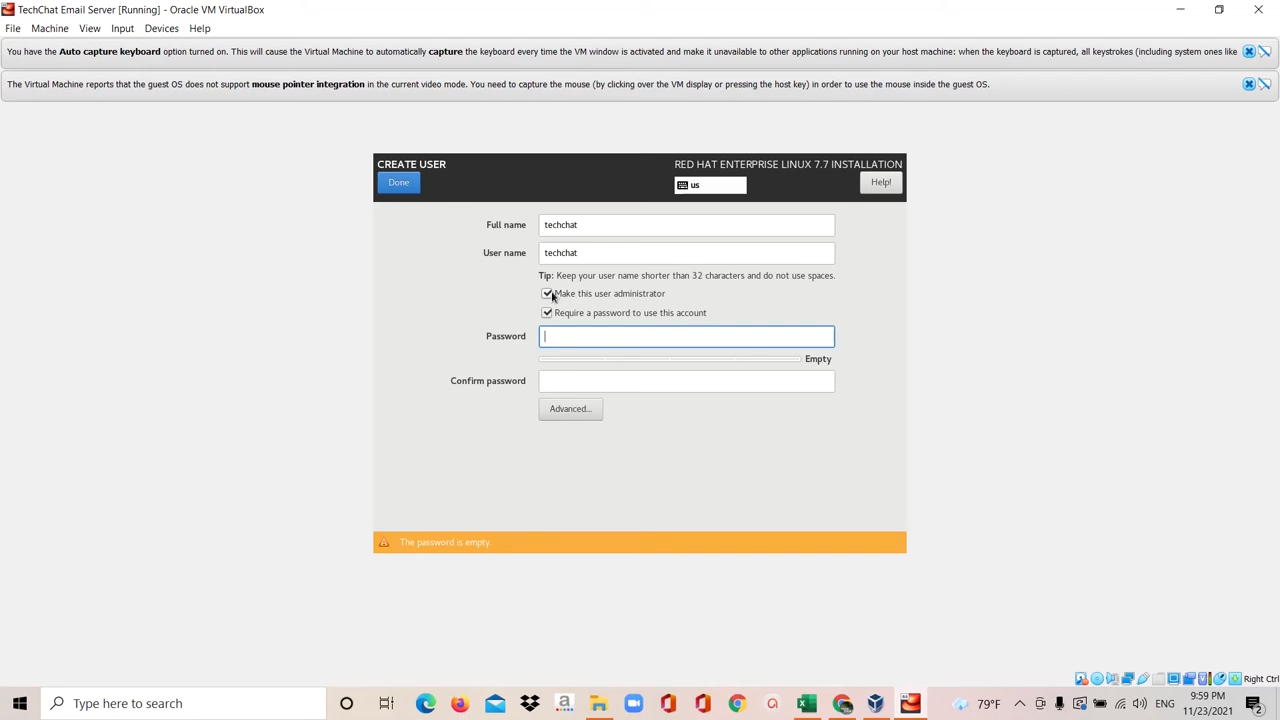 TechChat Email Server [Running] - Oracle VM VirtualBox
File Machine View Input Devices Help
You have the Auto capture keyboard option turned on. This will cause the Virtual Machine to automatically capture the keyboard every time the VM window is activated and make it unavailable to other applications running on your host machine: when the keyboard is captured, all keystrokes (including system ones like
The Virtual Machine reports that the guest OS does not support mouse pointer integration in the current video mode. You need to capture the mouse (by clicking over the VM display or pressing the host key) in order to use the mouse inside the guest OS.
CREATE USER
RED HAT ENTERPRISE LINUX 7.7 INSTALLATION
Done
us
Help!
Full name techchat
User name techchat
Tip: Keep your user name shorter than 32 characters and do not use spaces.
Make this user administrator
Require a password to use this account
Password
Empty
Confirm password
Advanced...
The password is empty.
Right Ctrl
Type here to search
79°F
ENG
9:59 PM
11/23/2021
2